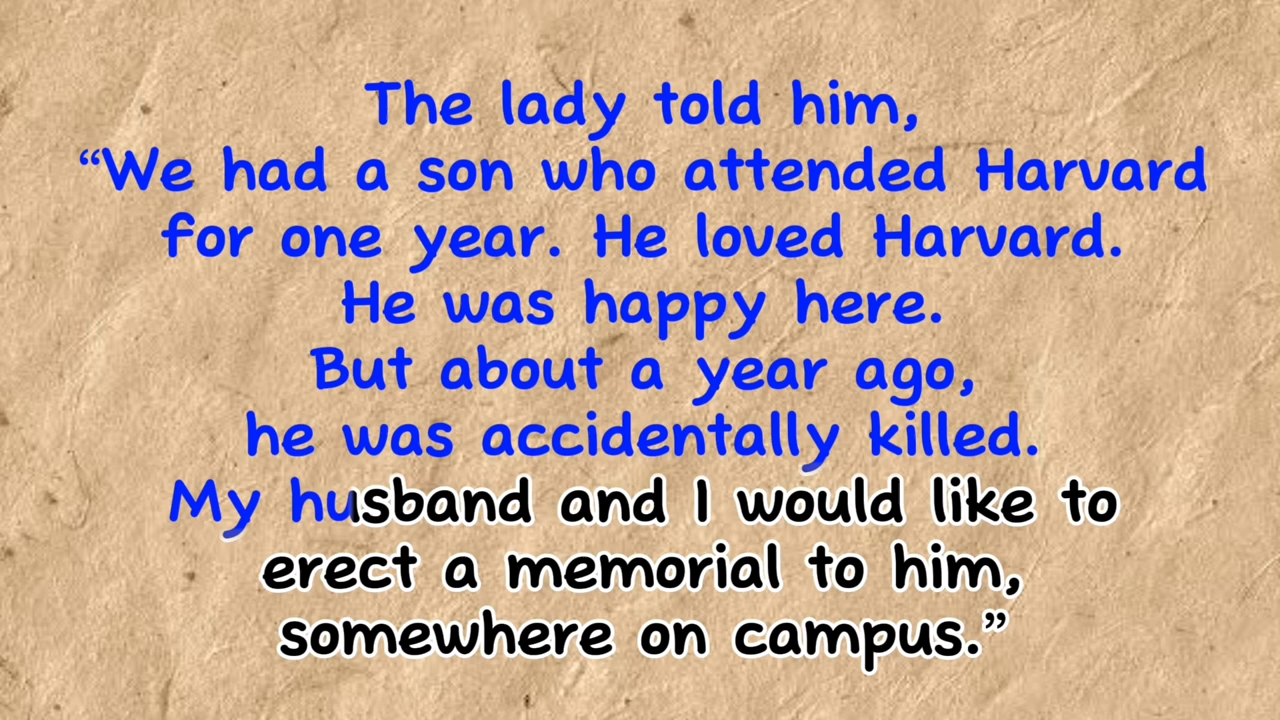 The lady told him,
“We had a son who attended Harvard
for one year. He loved Harvard.
He was happy here.
But about a year ago,
he was accidentally killed.
My husband and I would like to
erect a memorial to him,
somewhere on campus.”